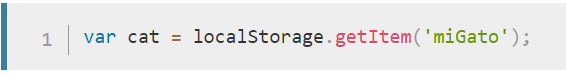 1 var cat = localStorage.getItem('miGato');